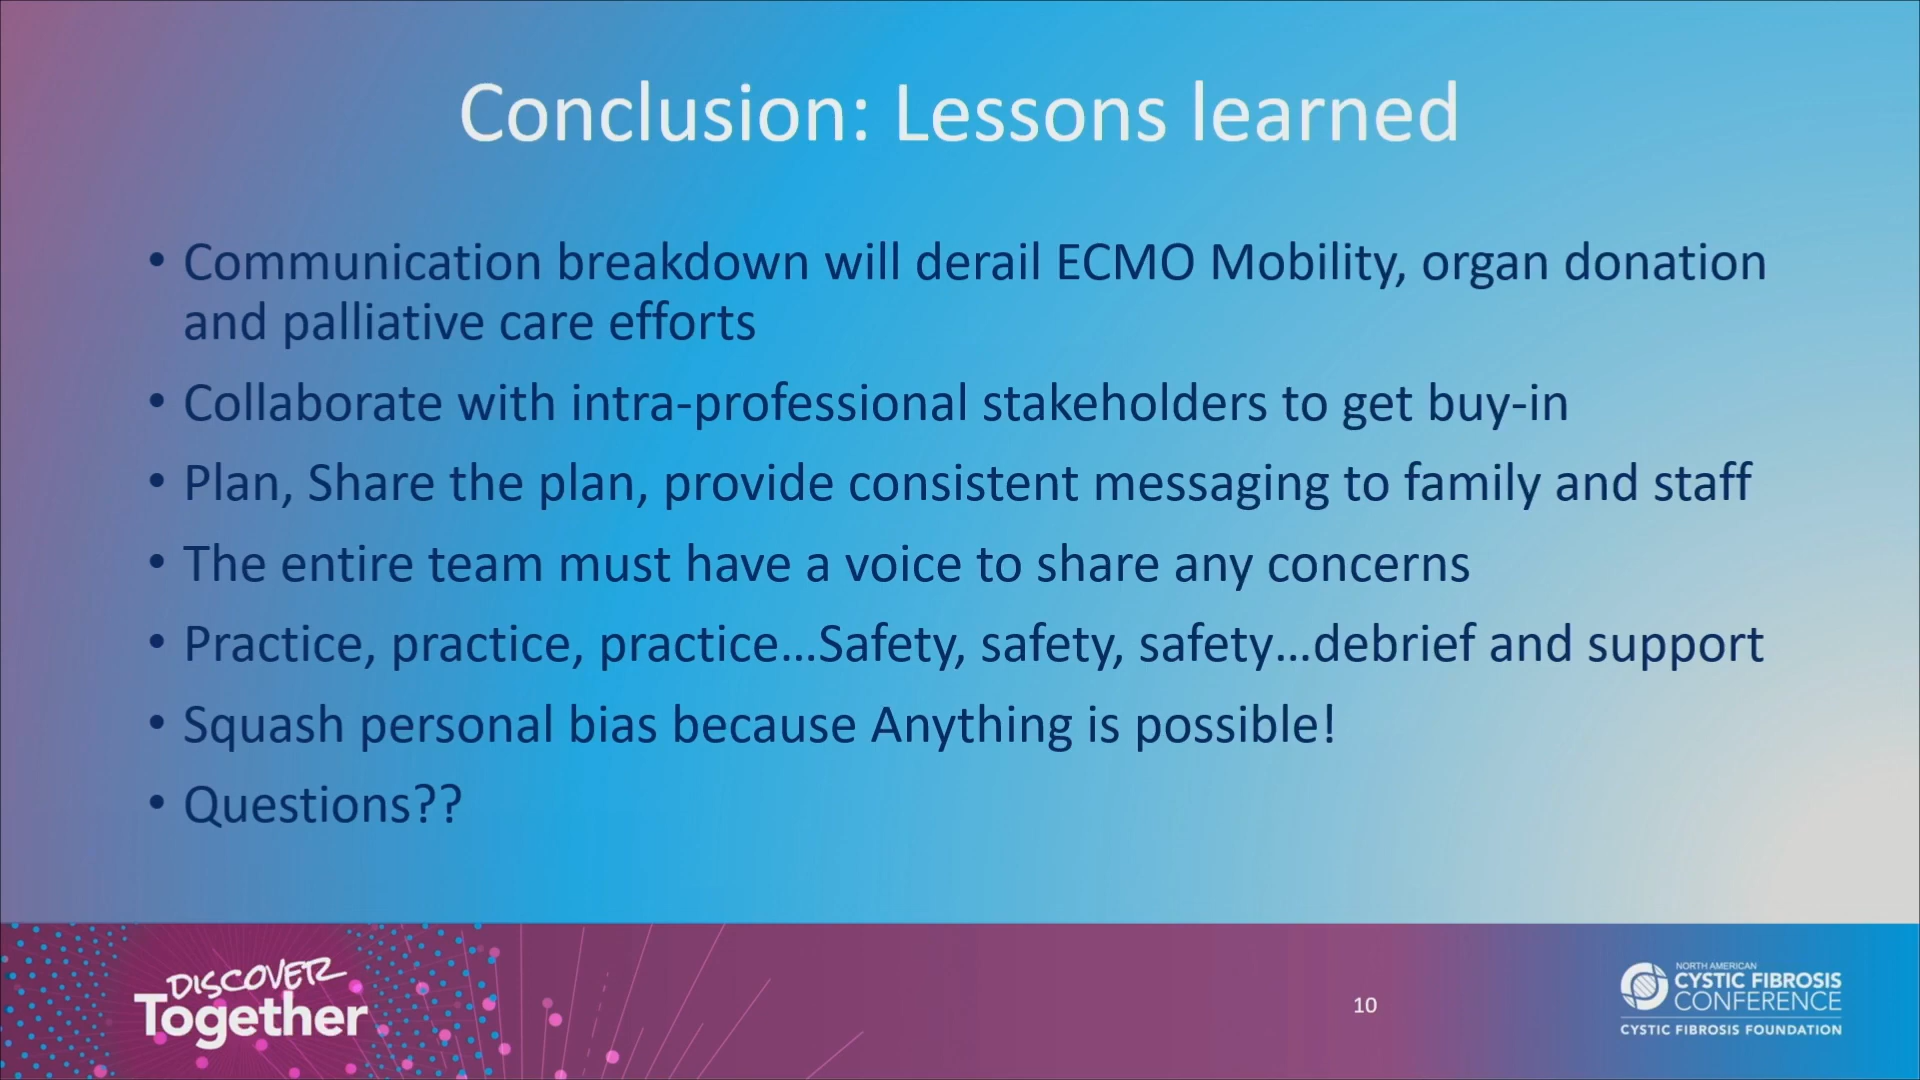 Conclusion: Lessons learned
• Communication breakdown will derail ECMO Mobility, organ donation
and palliative care efforts
• Collaborate with intra-professional stakeholders to get buy-in
• Plan, Share the plan, provide consistent messaging to family and staff
• The entire team must have a voice to share any concerns
• Practice, practice, practice…Safety, safety, safety…debrief and support
• Squash personal bias because Anything is possible!
• Questions??
DISCOVER
Together
10
NORTH AMERICAN
CYSTIC FIBROSIS
CONFERENCE
CYSTIC FIBROSIS FOUNDATION